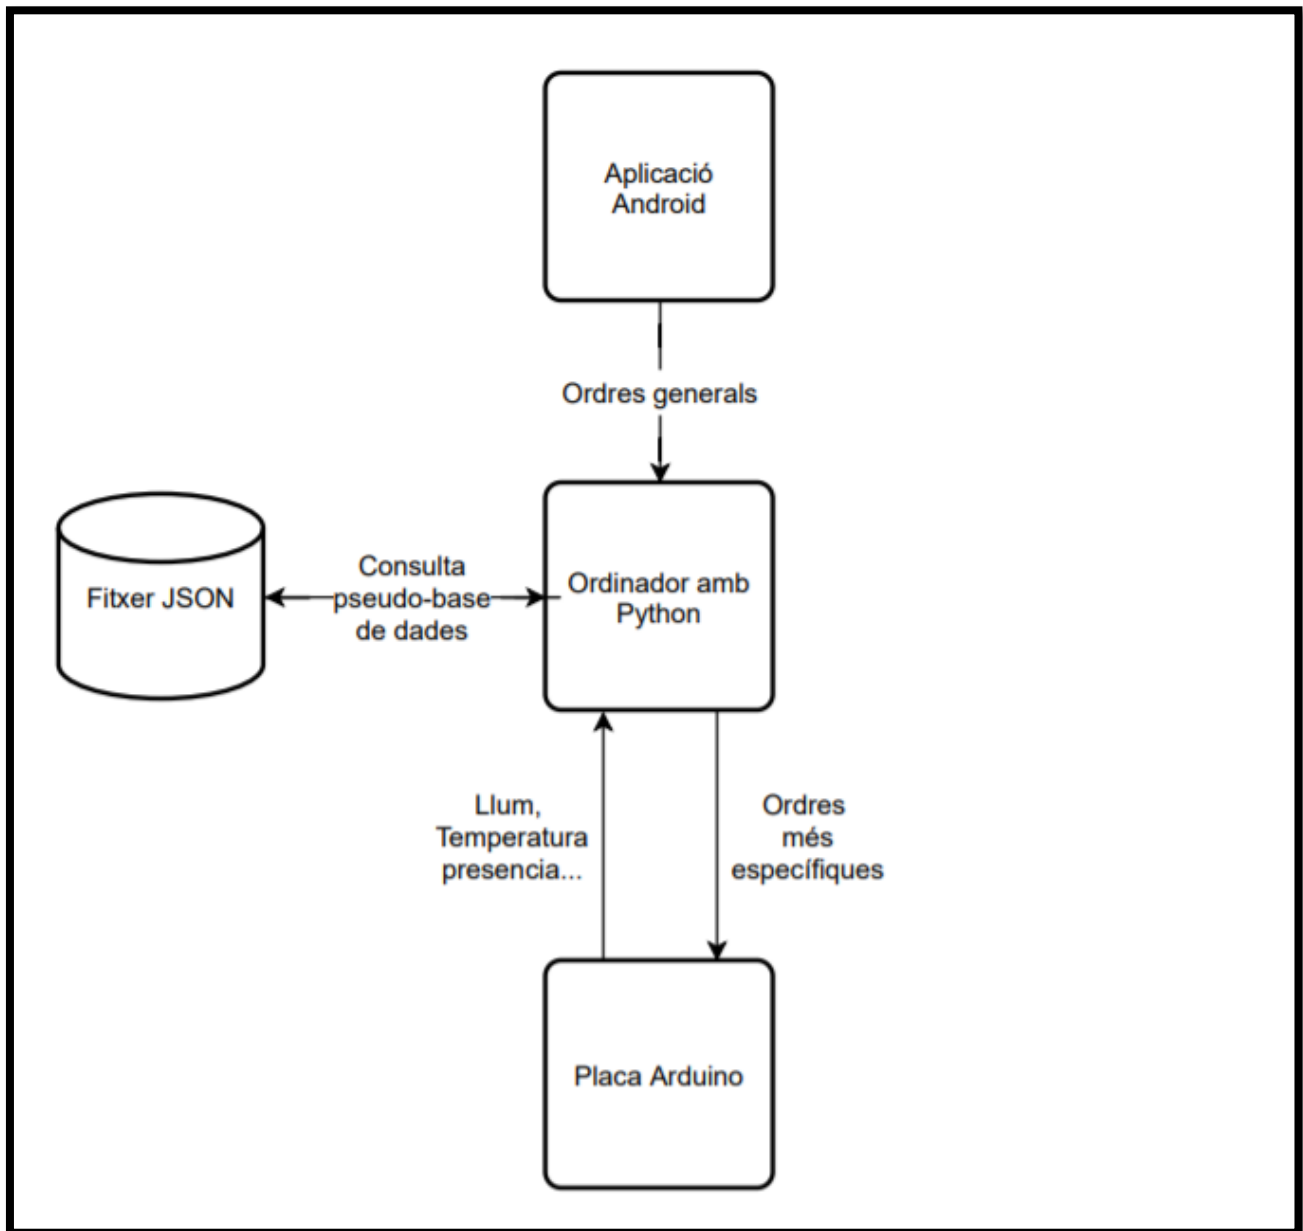 Aplicació
Android
Ordres generals
Fitxer JSON
Consulta
pseudo-base
de dades
Ordinador amb
Python
Llum,
Temperatura
presencia...
Ordres
més
específiques
Placa Arduino